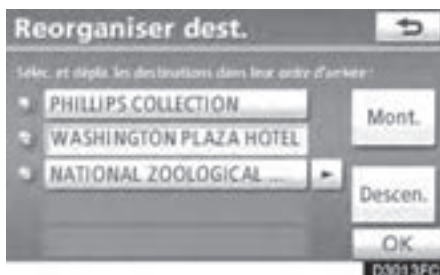 Reorganiser dest.
Sélec. et dépla. les destinations dans leur ordre d'arrivée :
PHILLIPS COLLECTION
Mont.
WASHINGTON PLAZA HOTEL
NATIONAL ZOOLOGICAL ...
Descen.
OK
D3013FC